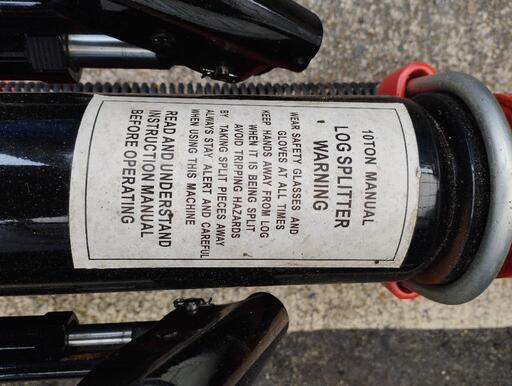 10TON MANUAL
LOG SPLITTER
WARNING
WEAR SAFETY GLASSES AND
GLOVES AT ALL TIMES
KEEP HANDS AWAY FROM LOG
WHEN IT IS BEING SPLIT
AVOID TRIPPING HAZARDS
BY TAKING SPLIT PIECES AWAY
ALWAYS STAY ALERT AND CAREFUL
WHEN USING THIS MACHINE
READ AND UNDERSTAND
INSTRUCTION MANUAL
BEFORE OPERATING